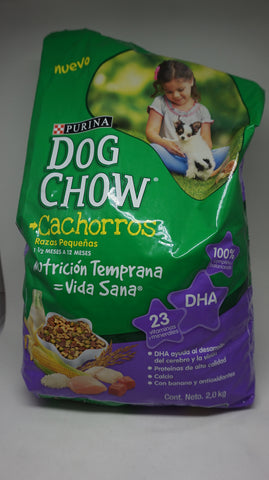 nuevo
PURINA
DOG
CHOW®
Cachorros
Razas Pequeñas
MESES A 12 MESES
Nutrición Temprana
= Vida Sana®
100%
DHA
23
vitaminas
y minerales
• DHA ayuda al desarrollo
del cerebro y la visión
• Proteínas de alta calidad
• Calcio
• Con banano y antioxidantes
Cont. Neto. 2,0 kg